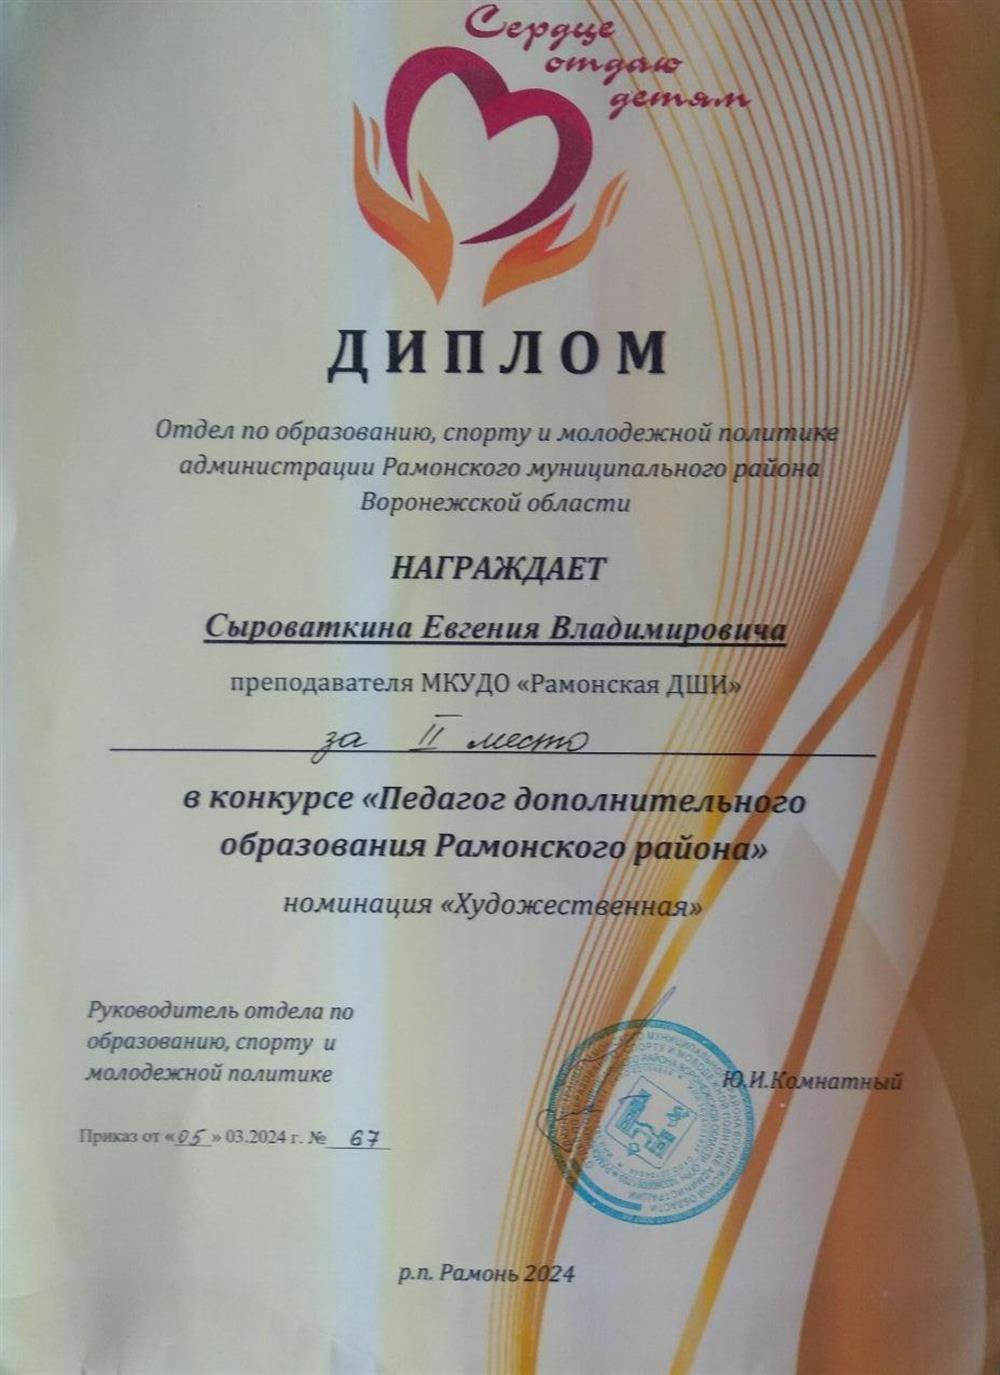 Сердце
отдаю
детям
ДИПЛОМ
Отдел по образованию, спорту и молодежной политике
администрации Рамонского муниципального района
Воронежской области
НАГРАЖДАЕТ
Сыроваткина Евгения Владимировича
преподавателя МКУДО «Рамонская ДШИ»
за II место
в конкурсе «Педагог дополнительного
образования Рамонского района»
номинация «Художественная»
Руководитель отдела по
образованию, спорту и
молодежной политике
Ю.И.Комнатный
Приказ от «05» 03.2024 г. № 67
р.п. Рамонь 2024